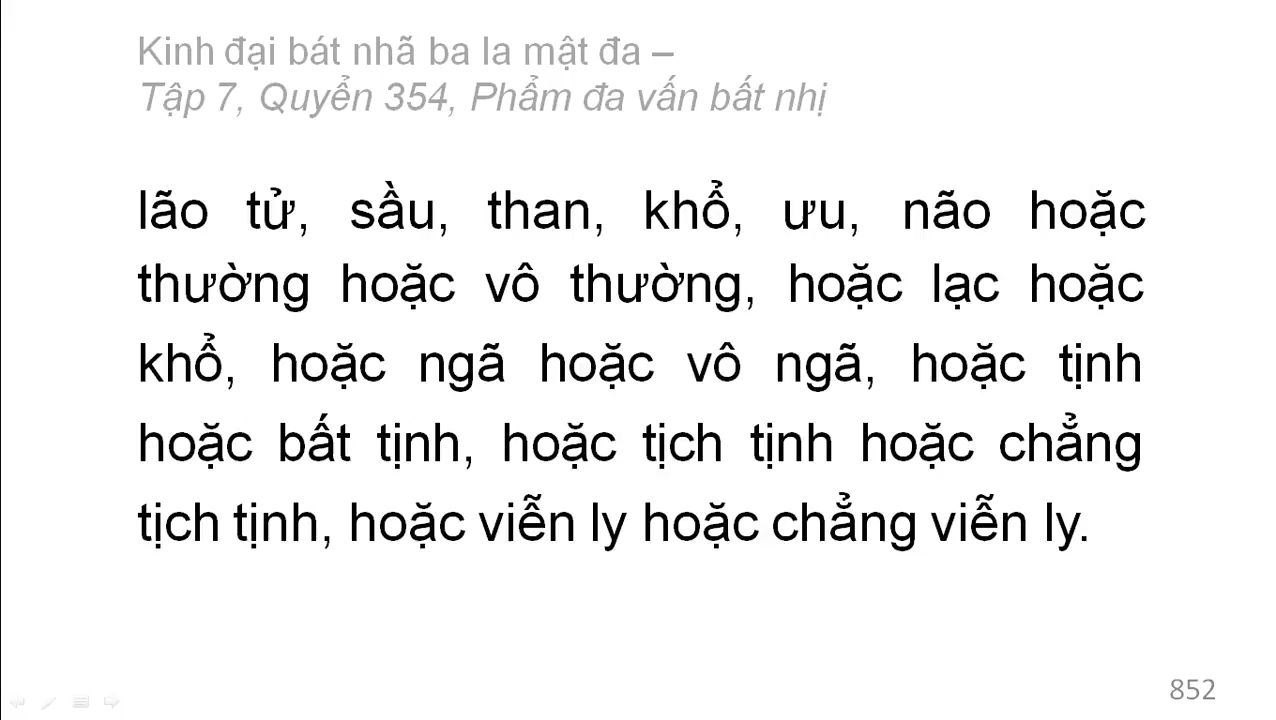 Kinh đại bát nhã ba la mật đa –
Tập 7, Quyển 354, Phẩm đa vấn bất nhị
lão tử, sầu, than, khổ, ưu, não hoặc
thường hoặc vô thường, hoặc lạc hoặc
khổ, hoặc ngã hoặc vô ngã, hoặc tịnh
hoặc bất tịnh, hoặc tịch tịnh hoặc chẳng
tịch tịnh, hoặc viễn ly hoặc chẳng viễn ly.
852